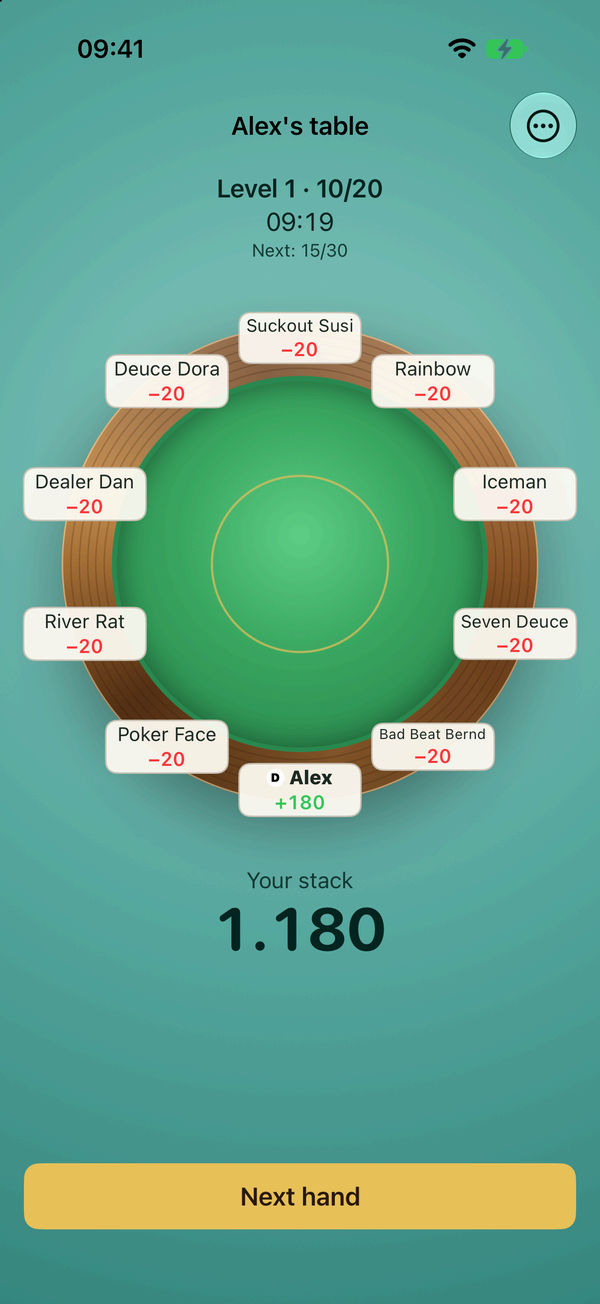 09:41
Alex's table
Level 1 · 10/20
09:19
Next: 15/30
Suckout Susi
−20
Deuce Dora
−20
Rainbow
−20
Dealer Dan
−20
Iceman
−20
River Rat
−20
Seven Deuce
−20
Poker Face
−20
Bad Beat Bernd
−20
D Alex
+180
Your stack
1.180
Next hand